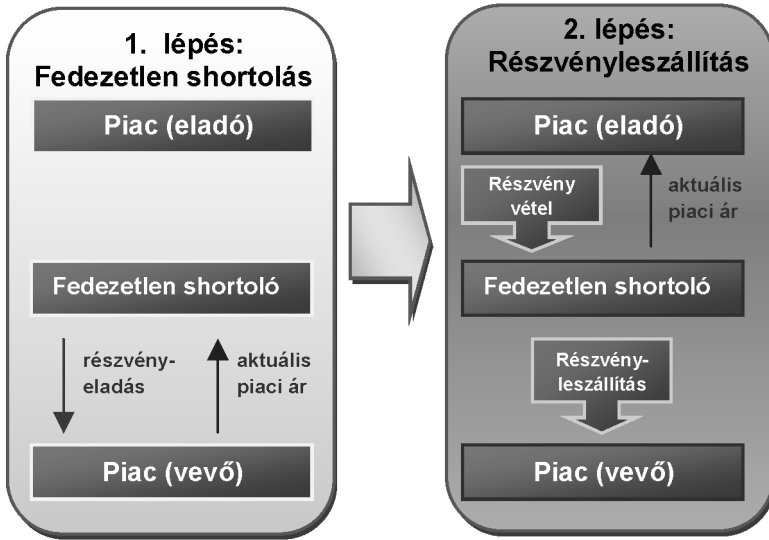 1. lépés:
Fedezetlen shortolás
Piac (eladó)
Fedezetlen shortoló
részvény-
eladás
aktuális
piaci ár
Piac (vevő)
2. lépés:
Részvényleszállítás
Piac (eladó)
Részvény
vétel
aktuális
piaci ár
Fedezetlen shortoló
Részvény-
leszállítás
Piac (vevő)